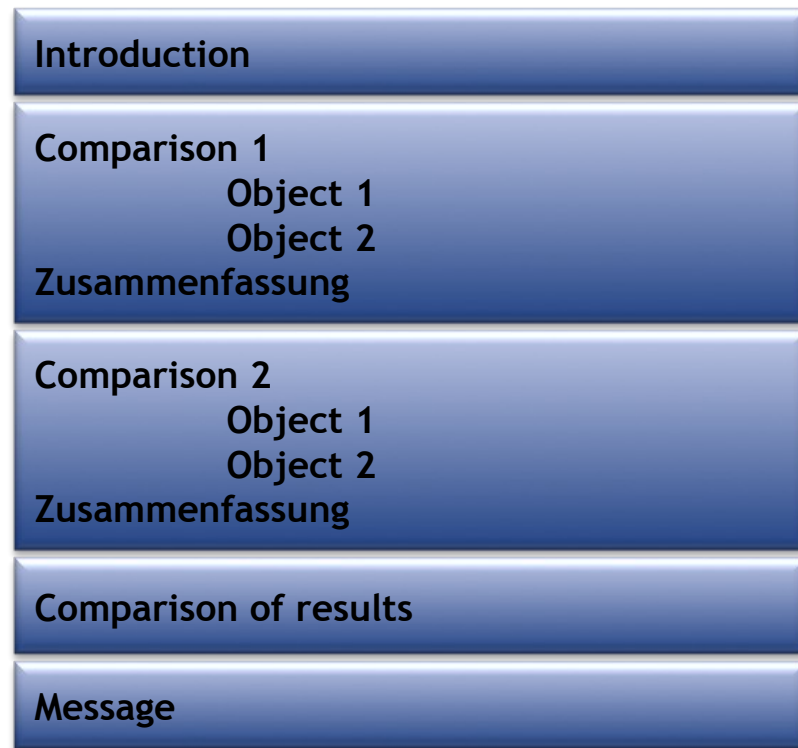 Introduction
Comparison 1
Object 1
Object 2
Zusammenfassung
Comparison 2
Object 1
Object 2
Zusammenfassung
Comparison of results
Message